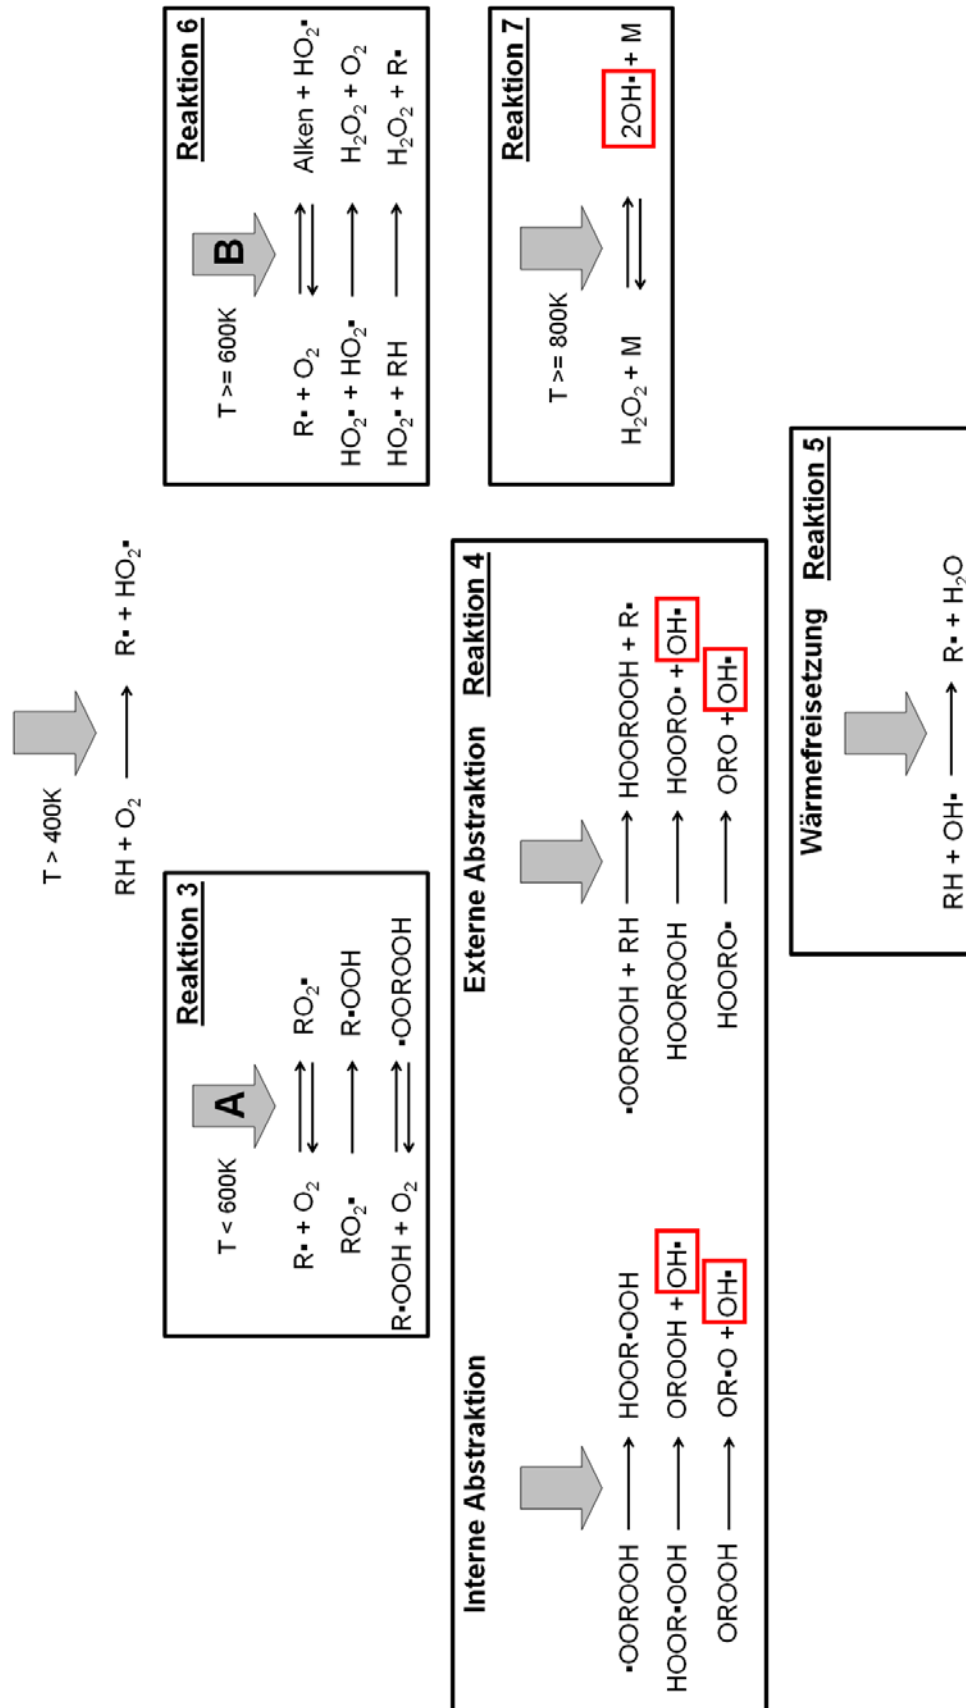 T > 400K
RH + O₂ ⟶ R▪ + HO₂▪
Reaktion 3
T < 600K
A
R▪ + O₂ ⇄ RO₂▪
RO₂▪ ⟶ R▪OOH
R▪OOH + O₂ ⇄ ▪OOROOH
Reaktion 6
T >= 600K
B
R▪ + O₂ ⇄ Alken + HO₂▪
HO₂▪ + HO₂▪ ⟶ H₂O₂ + O₂
HO₂▪ + RH ⟶ H₂O₂ + R▪
Interne Abstraktion
▪OOROOH ⟶ HOOR▪OOH
HOOR▪OOH ⟶ OROOH + OH▪
OROOH ⟶ OR▪O + OH▪
Externe Abstraktion Reaktion 4
▪OOROOH + RH ⟶ HOOROOH + R▪
HOOROOH ⟶ HOORO▪ + OH▪
HOORO▪ ⟶ ORO + OH▪
Reaktion 7
T >= 800K
H₂O₂ + M ⇄ 2OH▪ + M
Wärmefreisetzung Reaktion 5
RH + OH▪ ⟶ R▪ + H₂O